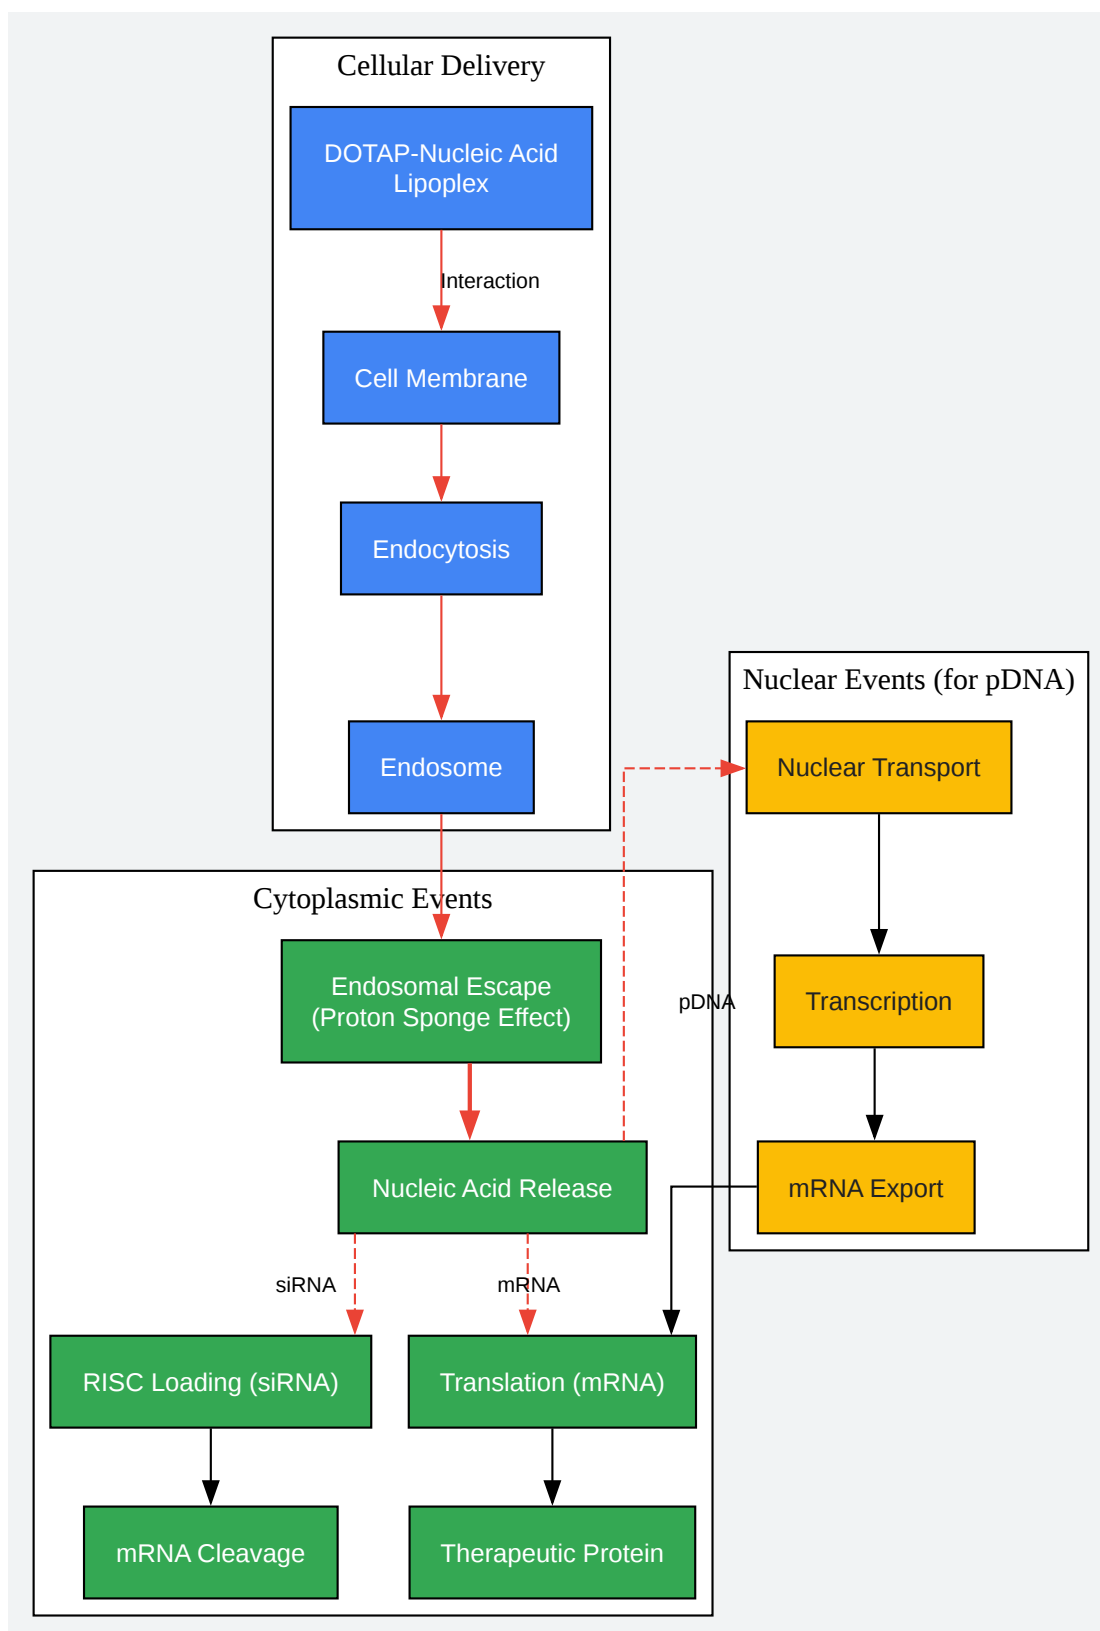 Cellular Delivery
DOTAP-Nucleic Acid
Lipoplex
Interaction
Cell Membrane
Endocytosis
Endosome
Nuclear Events (for pDNA)
Nuclear Transport
Cytoplasmic Events
Endosomal Escape
(Proton Sponge Effect)
pDNA
Transcription
Nucleic Acid Release
mRNA Export
siRNA
mRNA
RISC Loading (siRNA)
Translation (mRNA)
mRNA Cleavage
Therapeutic Protein